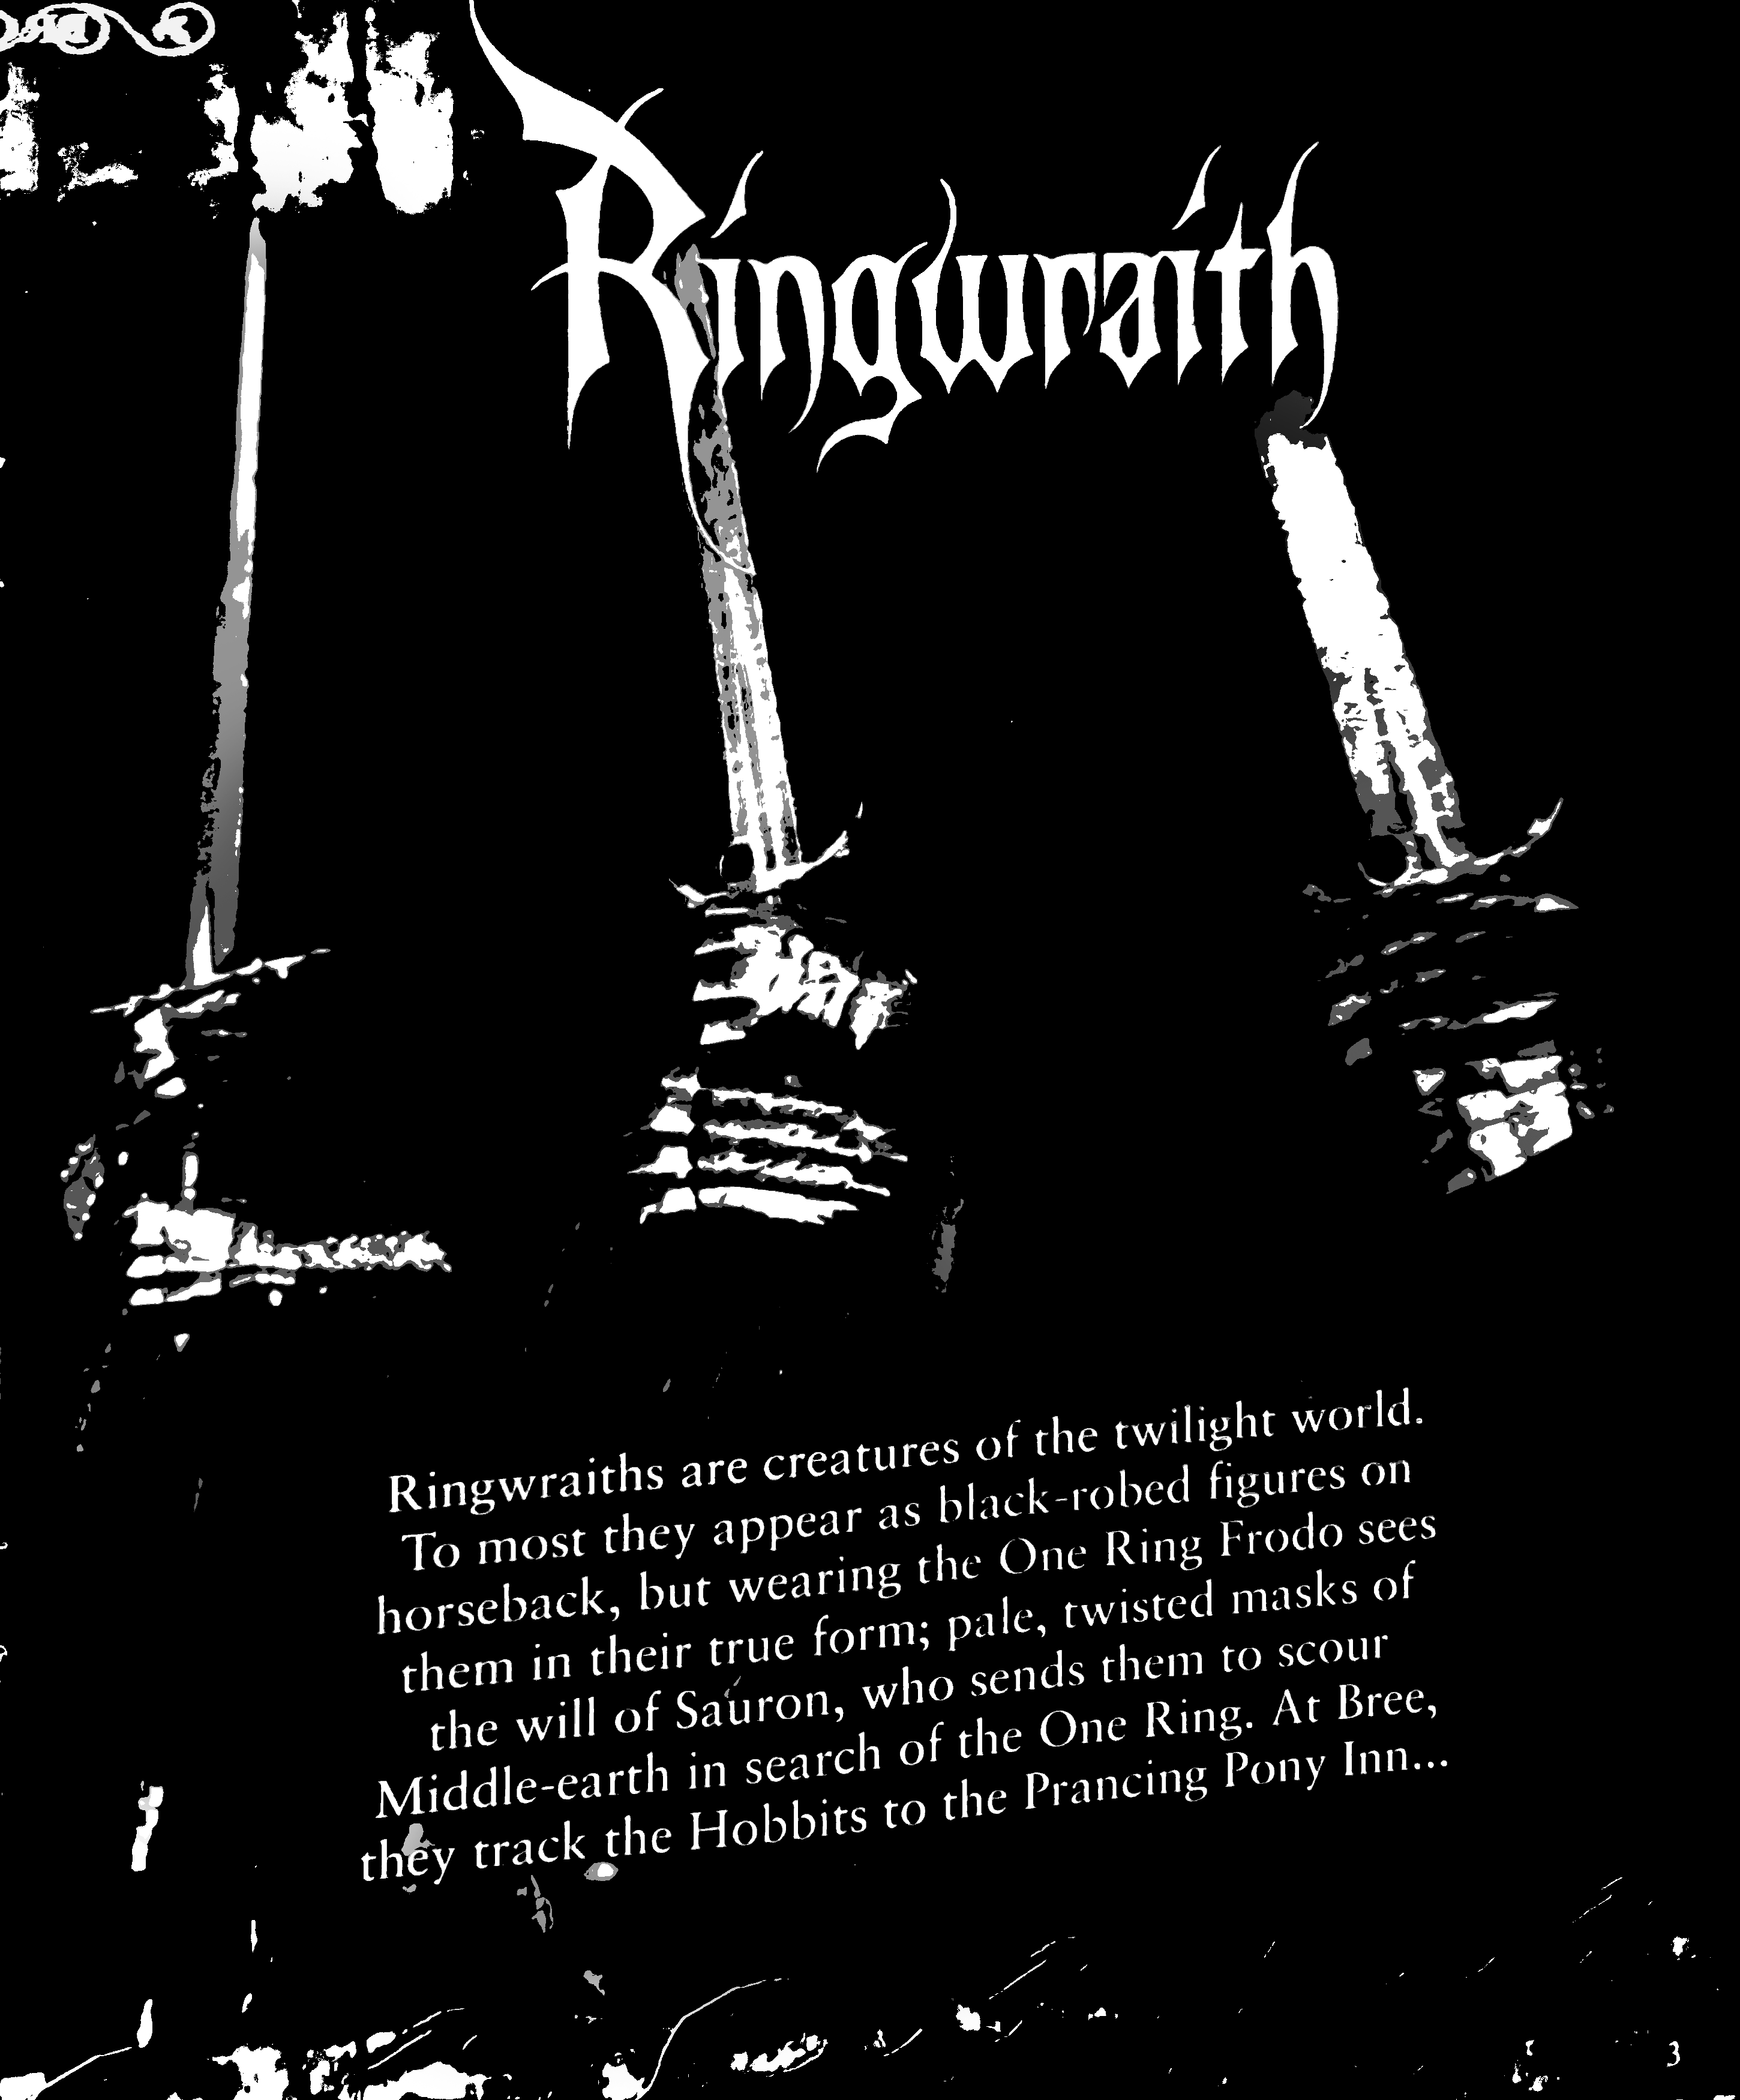 Ringwraith
Ringwraiths are creatures of the twilight world.
To most they appear as black-robed figures on
horseback, but wearing the One Ring Frodo sees
them in their true form; pale, twisted masks of
the will of Sauron, who sends them to scour
Middle-earth in search of the One Ring. At Bree,
they track the Hobbits to the Prancing Pony Inn...
3